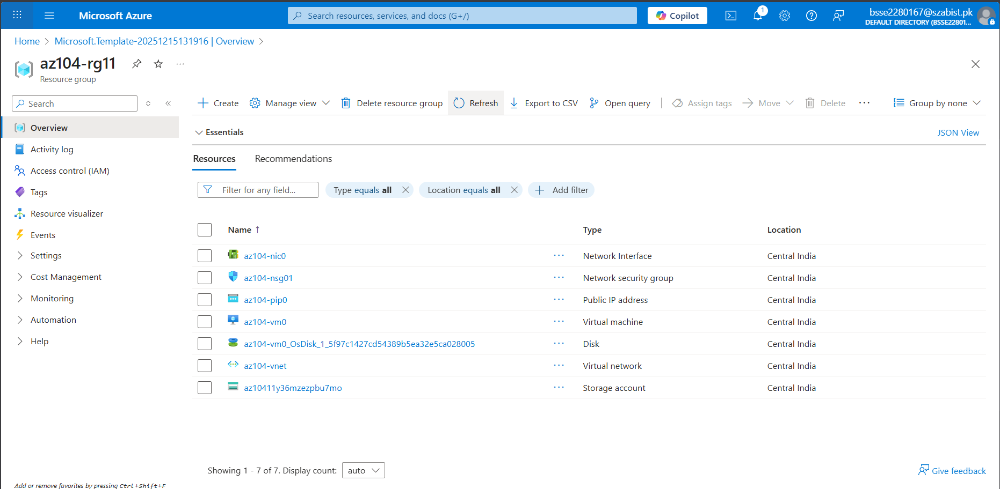 Microsoft Azure
Search resources, services, and docs (G+/)
Copilot
1
bsse2280167@szabist.pk
DEFAULT DIRECTORY (BSSE22801...
Home > Microsoft.Template-20251215131916 | Overview >
az104-rg11
Resource group
Search
Create
Manage view
Delete resource group
Refresh
Export to CSV
Open query
Assign tags
Move
Delete
Group by none
Overview
Activity log
Access control (IAM)
Tags
Resource visualizer
Events
Settings
Cost Management
Monitoring
Automation
Help
Essentials
JSON View
Resources
Recommendations
Filter for any field...
Type equals all
Location equals all
Add filter
Name ↑ Type Location
az104-nic0 ... Network Interface Central India
az104-nsg01 ... Network security group Central India
az104-pip0 ... Public IP address Central India
az104-vm0 ... Virtual machine Central India
az104-vm0_OsDisk_1_5f97c1427cd54389b5ea32e5ca028005 ... Disk Central India
az104-vnet ... Virtual network Central India
az10411y36mzezpbu7mo ... Storage account Central India
Showing 1 - 7 of 7. Display count: auto
Give feedback
Add or remove favorites by pressing Ctrl+Shift+F